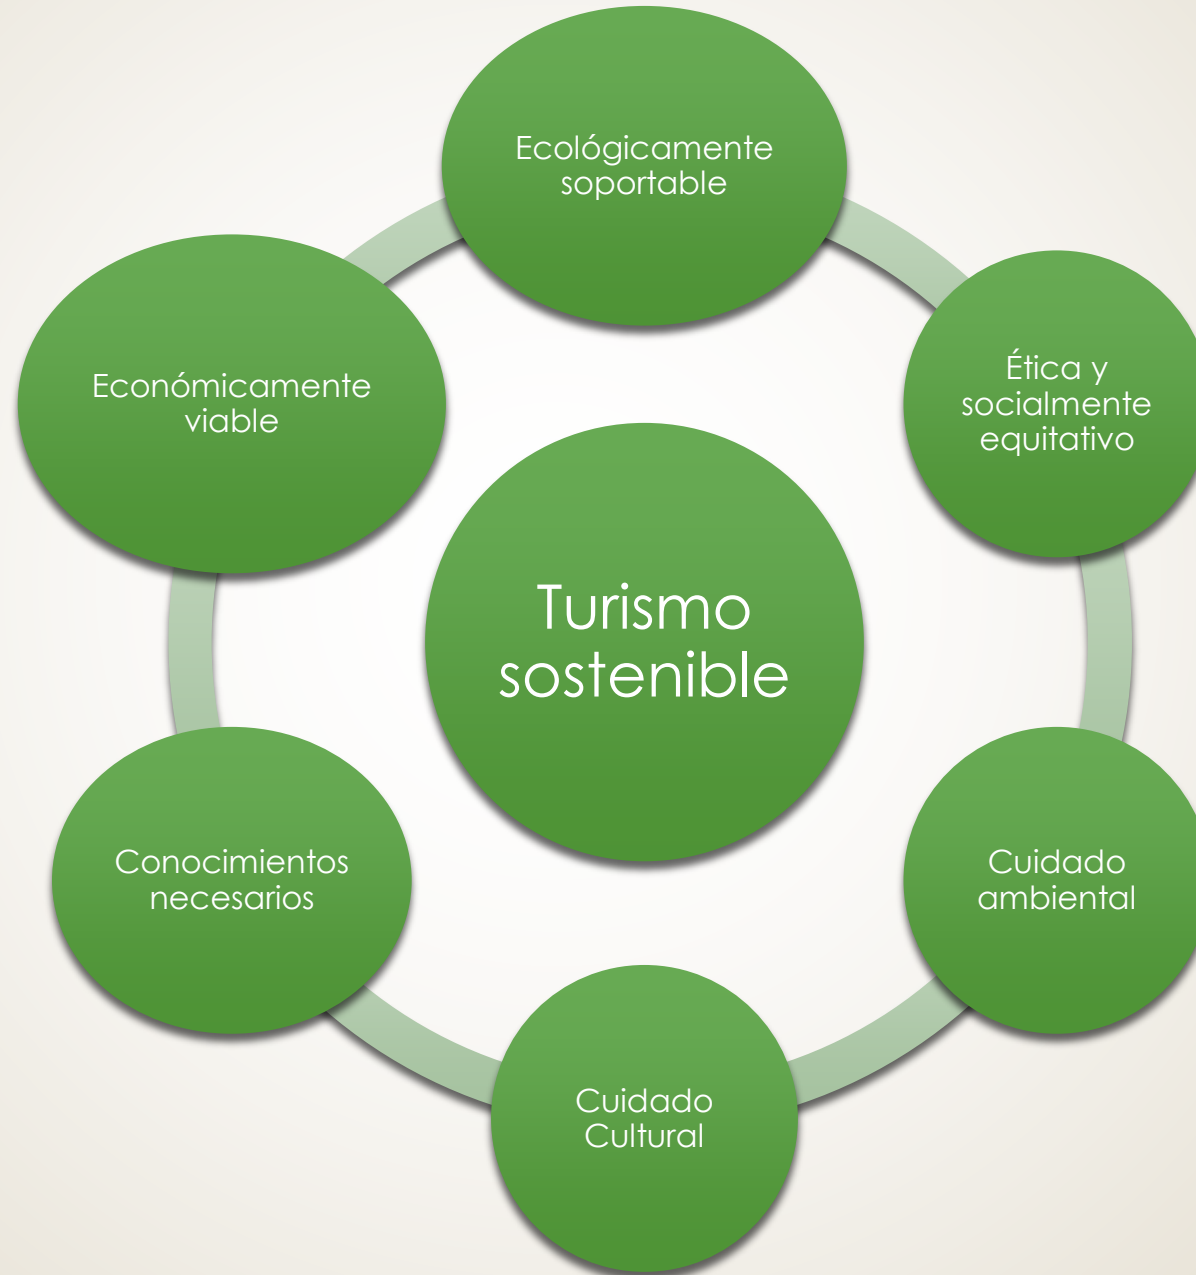 Ecológicamente
soportable
Ética y
socialmente
equitativo
Cuidado
ambiental
Cuidado
Cultural
Conocimientos
necesarios
Económicamente
viable
Turismo
sostenible